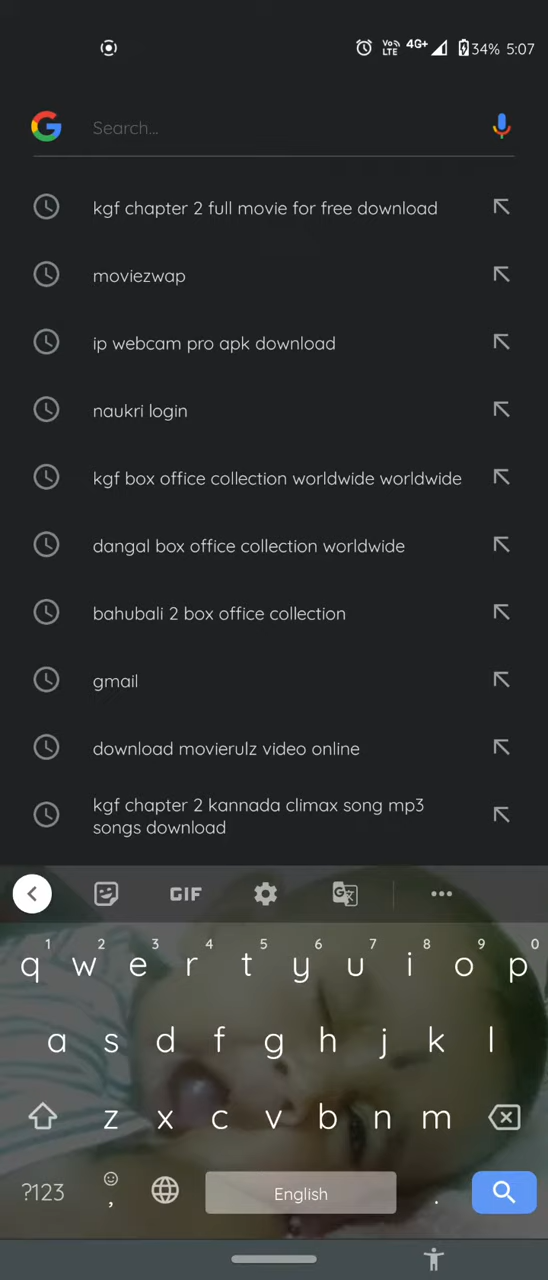 Vo LTE 4G+ 34% 5:07
Search...
kgf chapter 2 full movie for free download
moviezwap
ip webcam pro apk download
naukri login
kgf box office collection worldwide worldwide
dangal box office collection worldwide
bahubali 2 box office collection
gmail
download movierulz video online
kgf chapter 2 kannada climax song mp3
songs download
GIF G
1 2 3 4 5 6 7 8 9 0
q w e r t y u i o p
a s d f g h j k l
z x c v b n m
?123 , English .